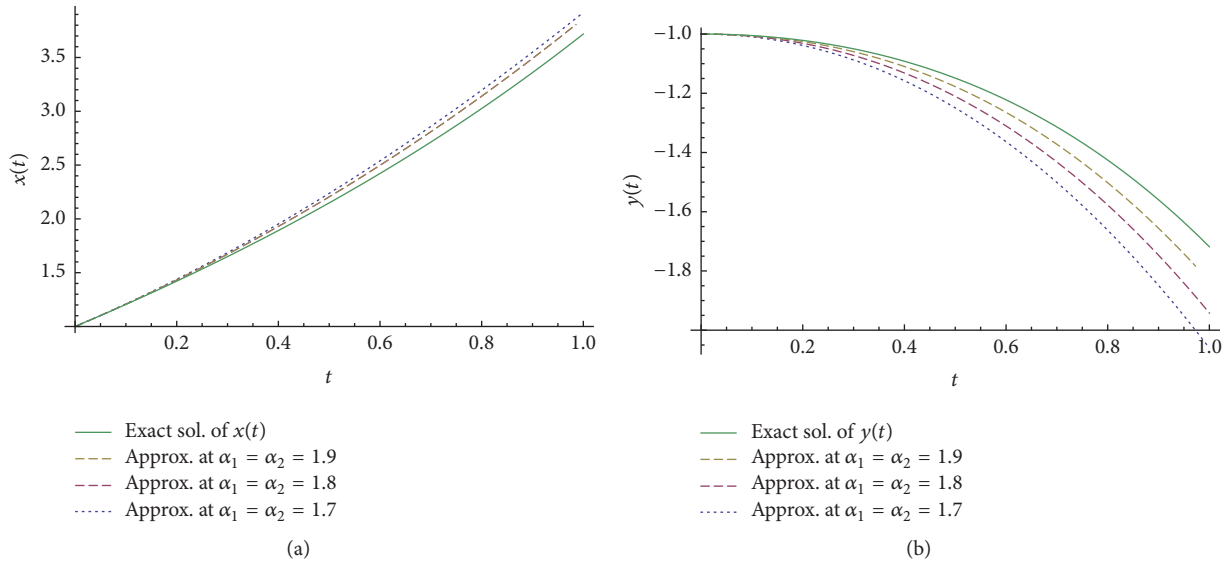 3.5
3.0
2.5
2.0
1.5
x(t)
0.2 0.4 0.6 0.8 1.0
t
Exact sol. of x(t)
Approx. at α₁ = α₂ = 1.9
Approx. at α₁ = α₂ = 1.8
Approx. at α₁ = α₂ = 1.7
(a)
−1.0
−1.2
−1.4
−1.6
−1.8
y(t)
0.2 0.4 0.6 0.8 1.0
t
Exact sol. of y(t)
Approx. at α₁ = α₂ = 1.9
Approx. at α₁ = α₂ = 1.8
Approx. at α₁ = α₂ = 1.7
(b)